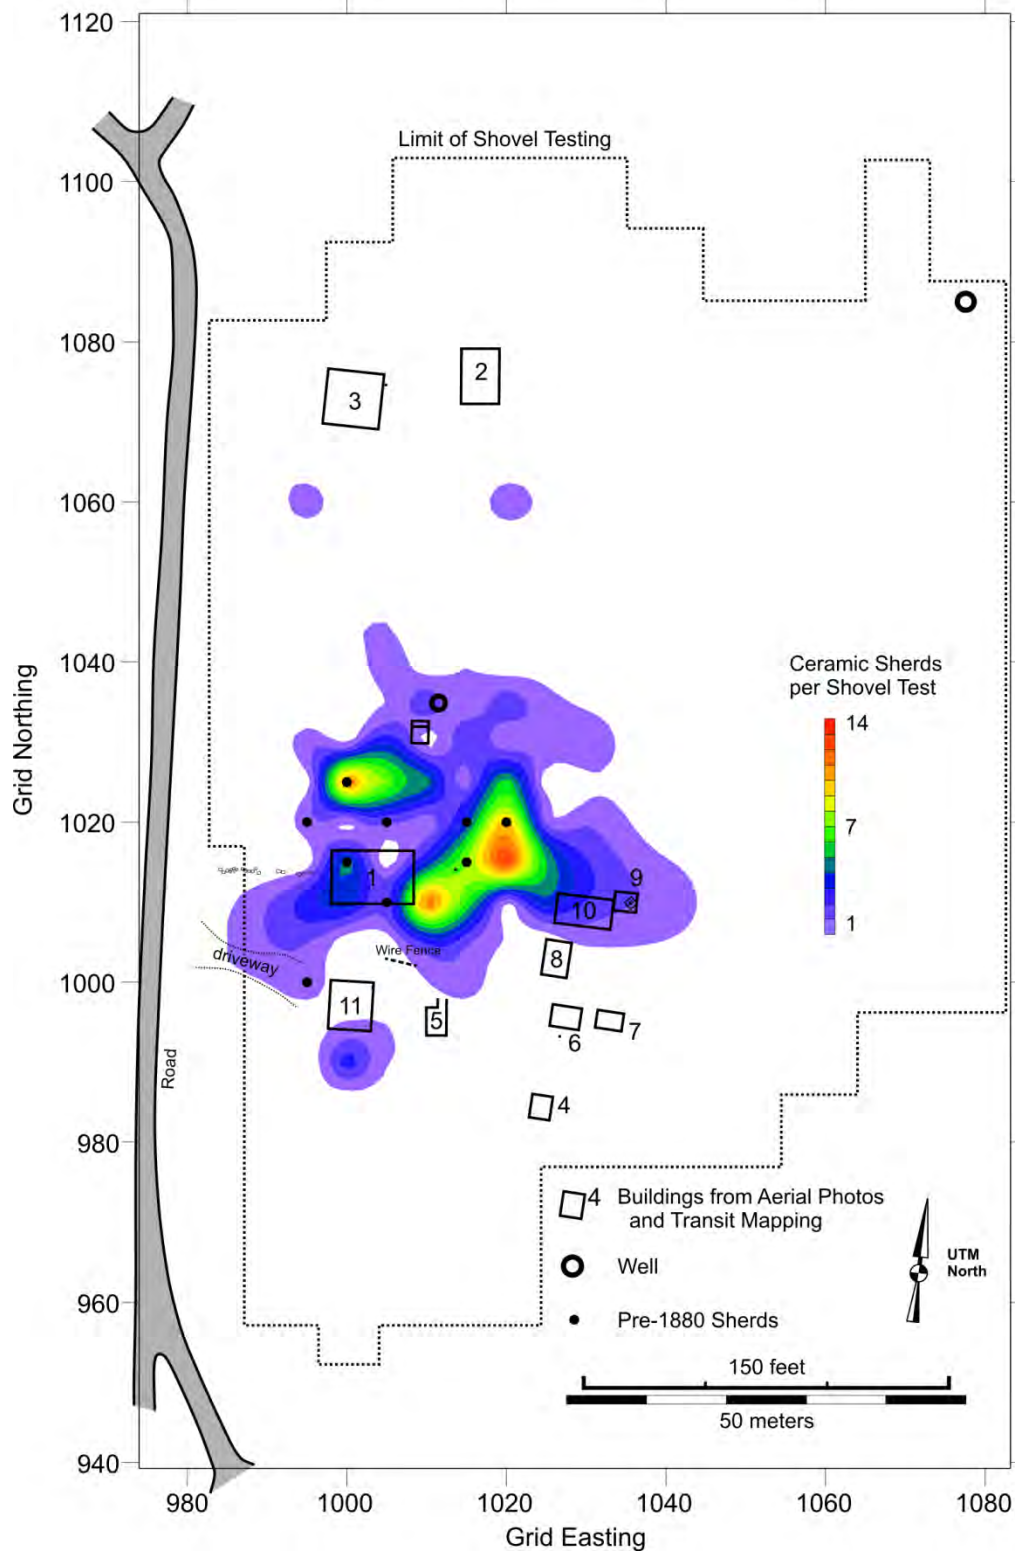 1120
Limit of Shovel Testing
1100
1080
2
3
1060
1040
Ceramic Sherds
per Shovel Test
14
Grid Northing
7
1020
1
9
10
1
Wire Fence
8
driveway
1000
11
5
6
7
Road
4
980
4
Buildings from Aerial Photos
and Transit Mapping
UTM
North
Well
960
Pre-1880 Sherds
150 feet
50 meters
940
980
1000
1020
1040
1060
1080
Grid Easting